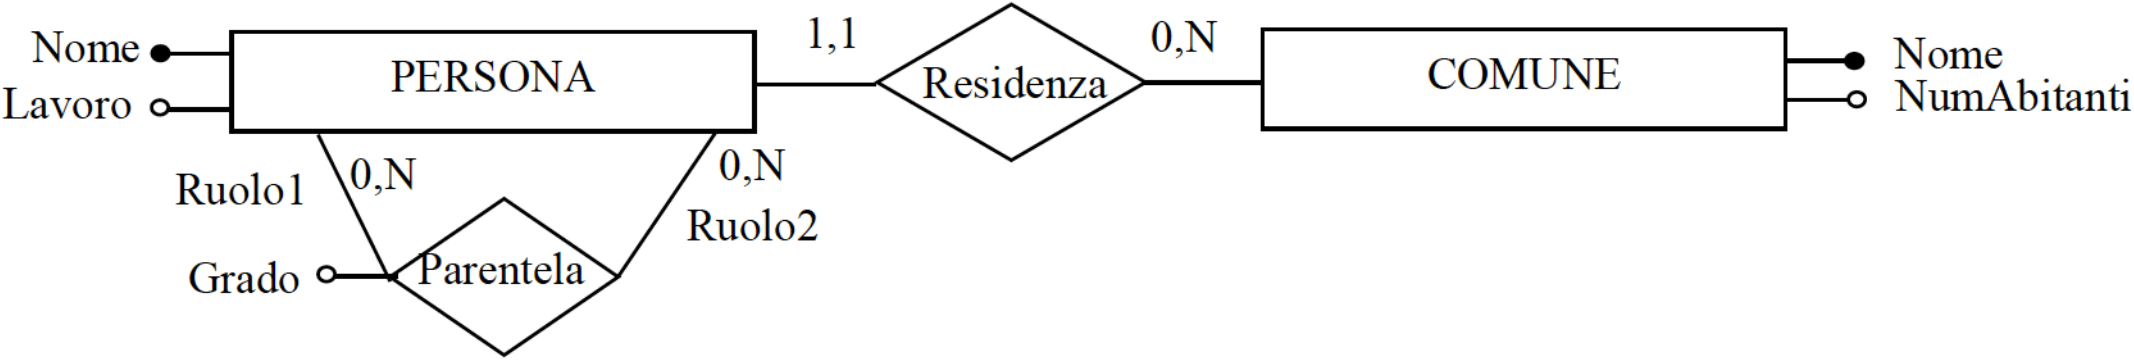 Nome
Lavoro
PERSONA
1,1
Residenza
0,N
COMUNE
Nome
NumAbitanti
Ruolo1
0,N
0,N
Ruolo2
Grado
Parentela